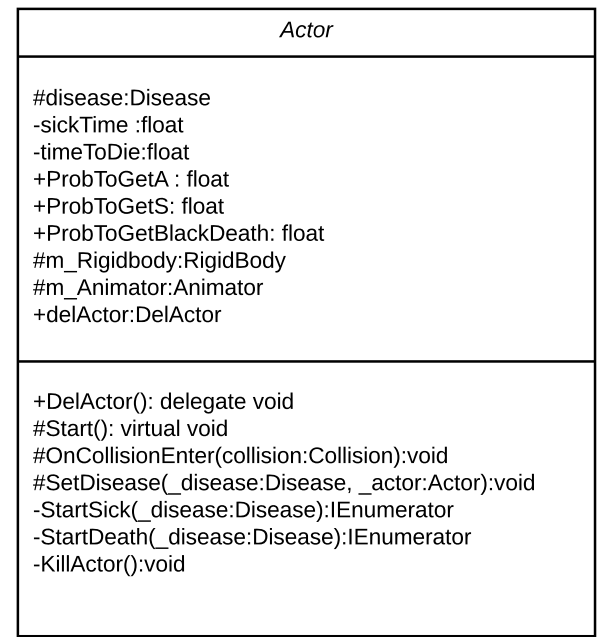 Actor
#disease:Disease
-sickTime :float
-timeToDie:float
+ProbToGetA : float
+ProbToGetS: float
+ProbToGetBlackDeath: float
#m_Rigidbody:RigidBody
#m_Animator:Animator
+delActor:DelActor
+DelActor(): delegate void
#Start(): virtual void
#OnCollisionEnter(collision:Collision):void
#SetDisease(_disease:Disease, _actor:Actor):void
-StartSick(_disease:Disease):IEnumerator
-StartDeath(_disease:Disease):IEnumerator
-KillActor():void